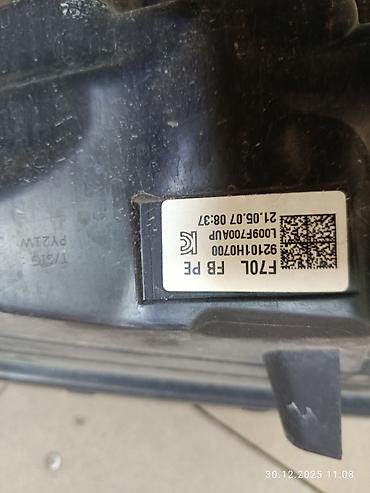 F70L FB PE
92101H0700
L009F700AUP
21.05.07 08:37
T/SIG
PY21W
30.12.2025 11:08